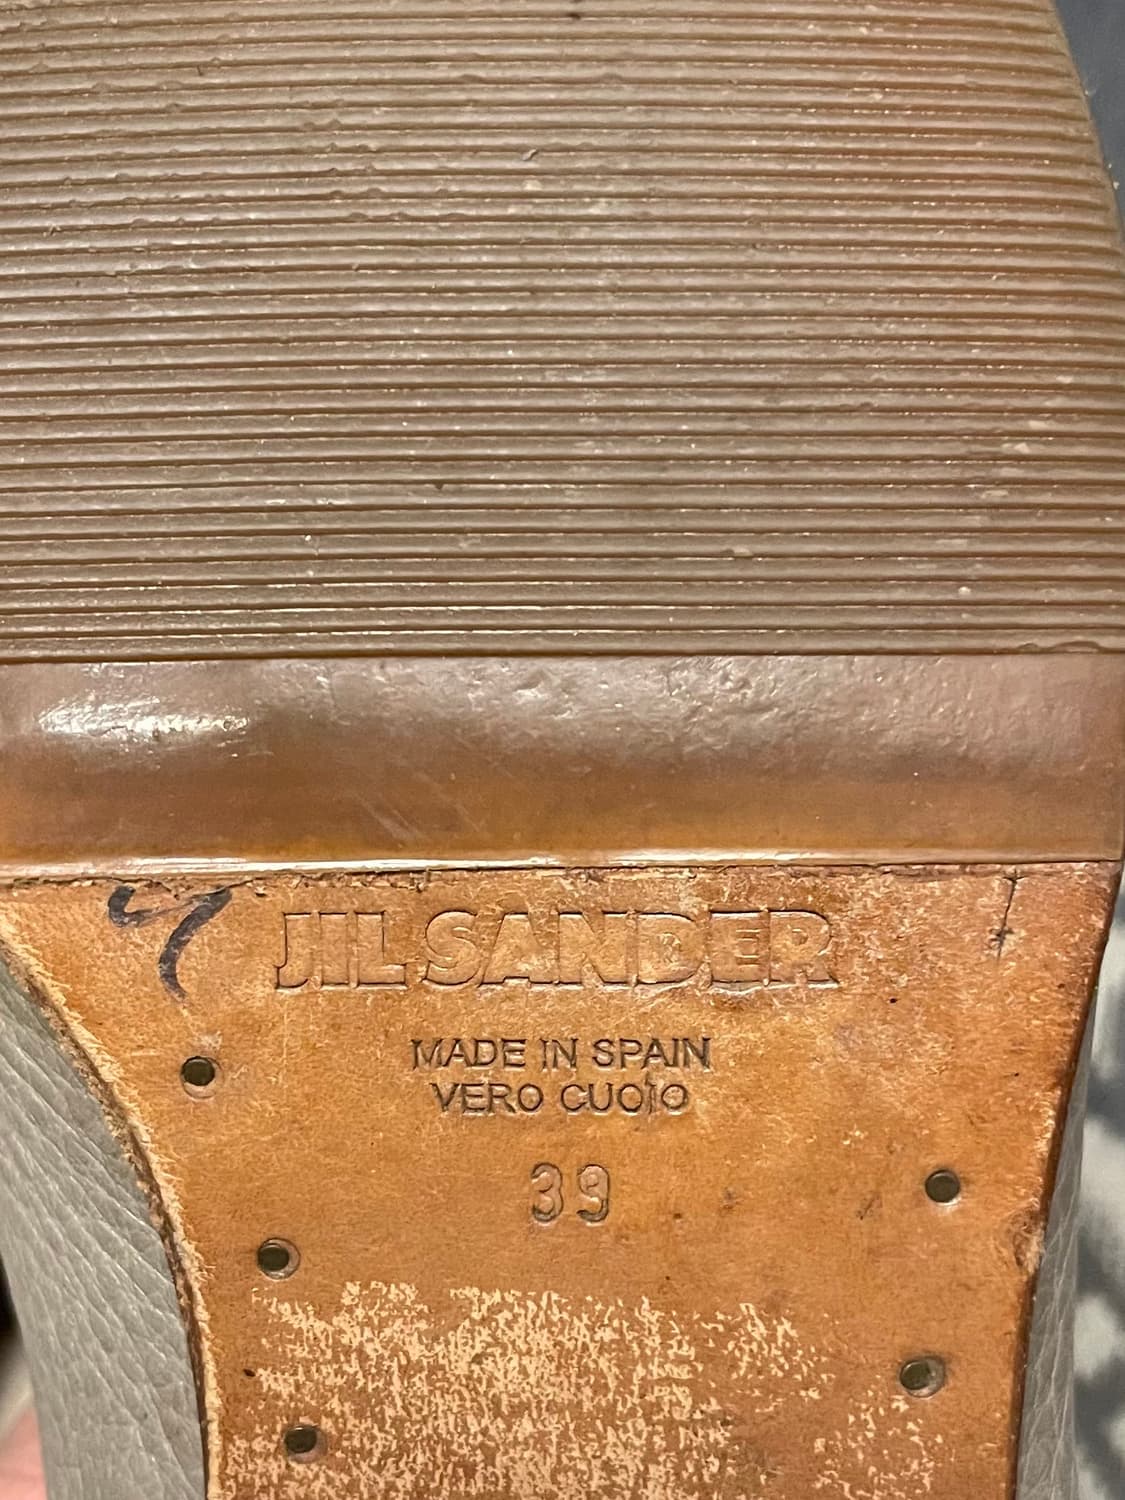 JIL SANDER
MADE IN SPAIN
VERO CUOIO
39